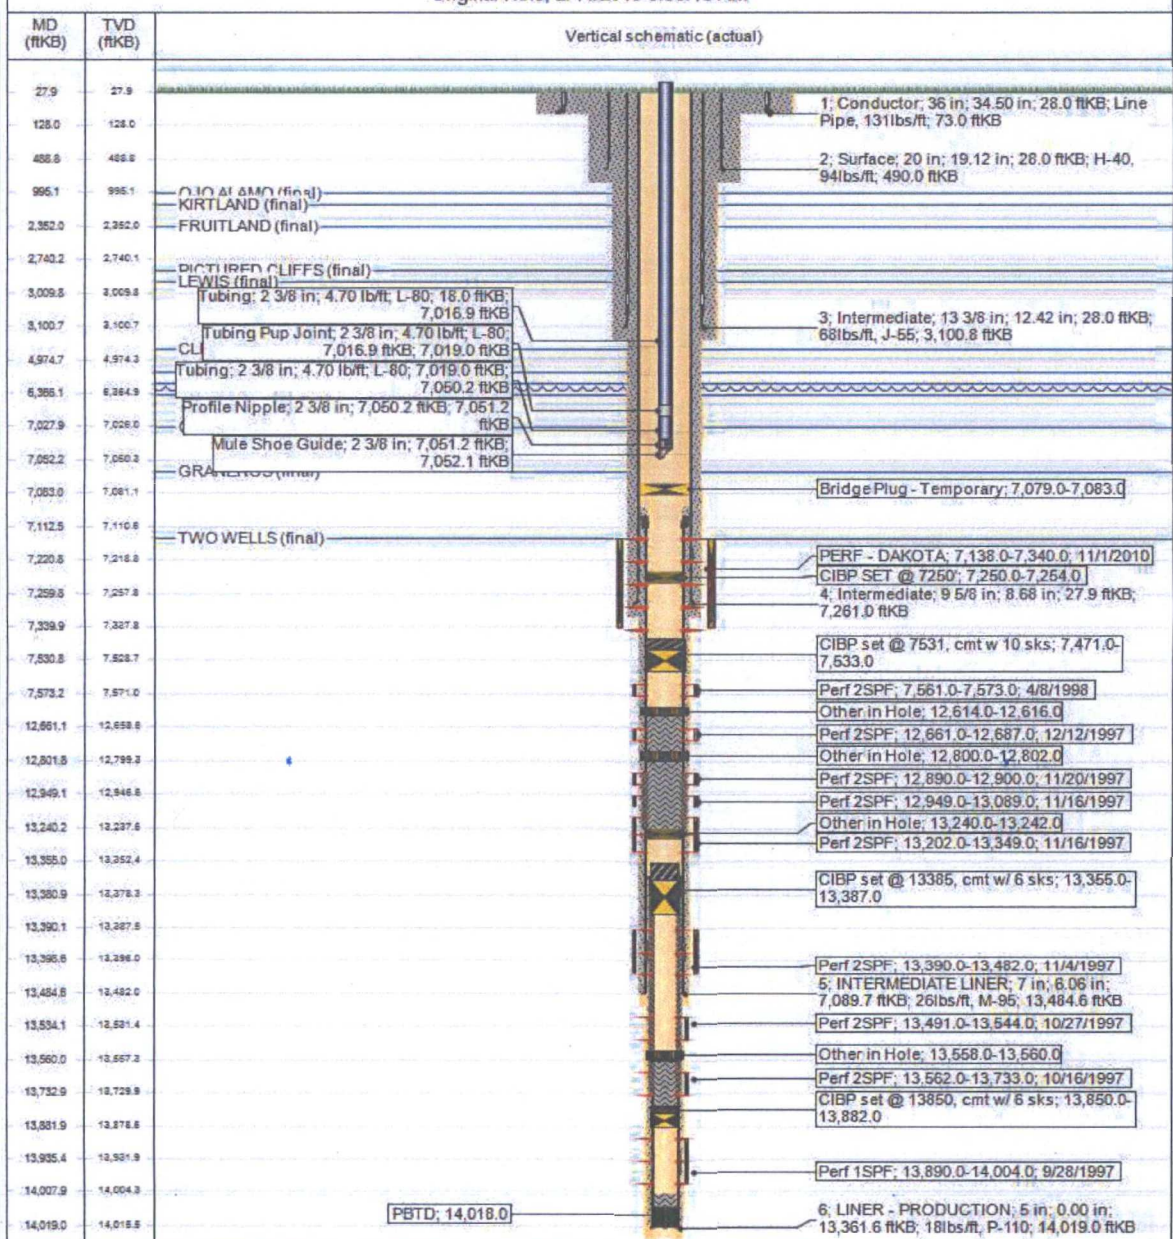 MD
(ftKB)
TVD
(ftKB)
Vertical schematic (actual)
27.9 27.9
128.0 128.0
488.8 488.8
995.1 995.1
2,352.0 2,352.0
2,740.2 2,740.1
3,009.8 3,009.8
3,100.7 3,100.7
4,974.7 4,974.3
7,027.9 7,026.0
7,052.2 7,050.3
7,083.0 7,081.1
7,112.5 7,110.6
7,220.8 7,218.8
7,259.8 7,257.8
7,339.9 7,337.8
7,530.8 7,528.7
7,573.2 7,571.0
12,661.1 12,658.6
12,801.8 12,799.3
12,949.1 12,946.6
13,240.2 13,237.6
13,355.0 13,352.4
13,380.9 13,378.3
13,390.1 13,387.5
13,398.6 13,396.0
13,484.6 13,482.0
13,534.1 13,531.4
13,560.0 13,557.3
13,732.9 13,729.9
13,881.9 13,878.6
13,935.4 13,931.9
14,007.9 14,004.3
14,019.0 14,015.5
OJO ALAMO (final)
KIRTLAND (final)
FRUITLAND (final)
PICTURED CLIFFS (final)
LEWIS (final)
Tubing; 2 3/8 in; 4.70 lb/ft; L-80; 18.0 ftKB;
7,016.9 ftKB
Tubing Pup Joint; 2 3/8 in; 4.70 lb/ft; L-80;
7,016.9 ftKB; 7,019.0 ftKB
Tubing; 2 3/8 in; 4.70 lb/ft; L-80; 7,019.0 ftKB;
7,050.2 ftKB
Profile Nipple; 2 3/8 in; 7,050.2 ftKB; 7,051.2
ftKB
Mule Shoe Guide; 2 3/8 in; 7,051.2 ftKB;
7,052.1 ftKB
GRANEROS (final)
TWO WELLS (final)
PBTD; 14,018.0
1; Conductor; 36 in; 34.50 in; 28.0 ftKB; Line
Pipe, 131lbs/ft; 73.0 ftKB
2; Surface; 20 in; 19.12 in; 28.0 ftKB; H-40,
94lbs/ft; 490.0 ftKB
3; Intermediate; 13 3/8 in; 12.42 in; 28.0 ftKB;
68lbs/ft, J-55; 3,100.8 ftKB
Bridge Plug - Temporary; 7,079.0-7,083.0
PERF - DAKOTA; 7,138.0-7,340.0; 11/1/2010
CIBP SET @ 7250'; 7,250.0-7,254.0
4; Intermediate; 9 5/8 in; 8.68 in; 27.9 ftKB;
7,261.0 ftKB
CIBP set @ 7531, cmt w 10 sks; 7,471.0-
7,533.0
Perf 2SPF; 7,561.0-7,573.0; 4/8/1998
Other in Hole; 12,614.0-12,616.0
Perf 2SPF; 12,661.0-12,687.0; 12/12/1997
Other in Hole; 12,800.0-12,802.0
Perf 2SPF; 12,890.0-12,900.0; 11/20/1997
Perf 2SPF; 12,949.0-13,089.0; 11/16/1997
Other in Hole; 13,240.0-13,242.0
Perf 2SPF; 13,202.0-13,349.0; 11/16/1997
CIBP set @ 13385, cmt w/ 6 sks; 13,355.0-
13,387.0
Perf 2SPF; 13,390.0-13,482.0; 11/4/1997
5; INTERMEDIATE LINER; 7 in; 6.06 in;
7,089.7 ftKB; 26lbs/ft, M-95; 13,484.6 ftKB
Perf 2SPF; 13,491.0-13,544.0; 10/27/1997
Other in Hole; 13,558.0-13,560.0
Perf 2SPF; 13,562.0-13,733.0; 10/16/1997
CIBP set @ 13850, cmt w/ 6 sks; 13,850.0-
13,882.0
Perf 1SPF; 13,890.0-14,004.0; 9/28/1997
6; LINER - PRODUCTION; 5 in; 0.00 in;
13,361.6 ftKB; 18lbs/ft, P-110; 14,019.0 ftKB